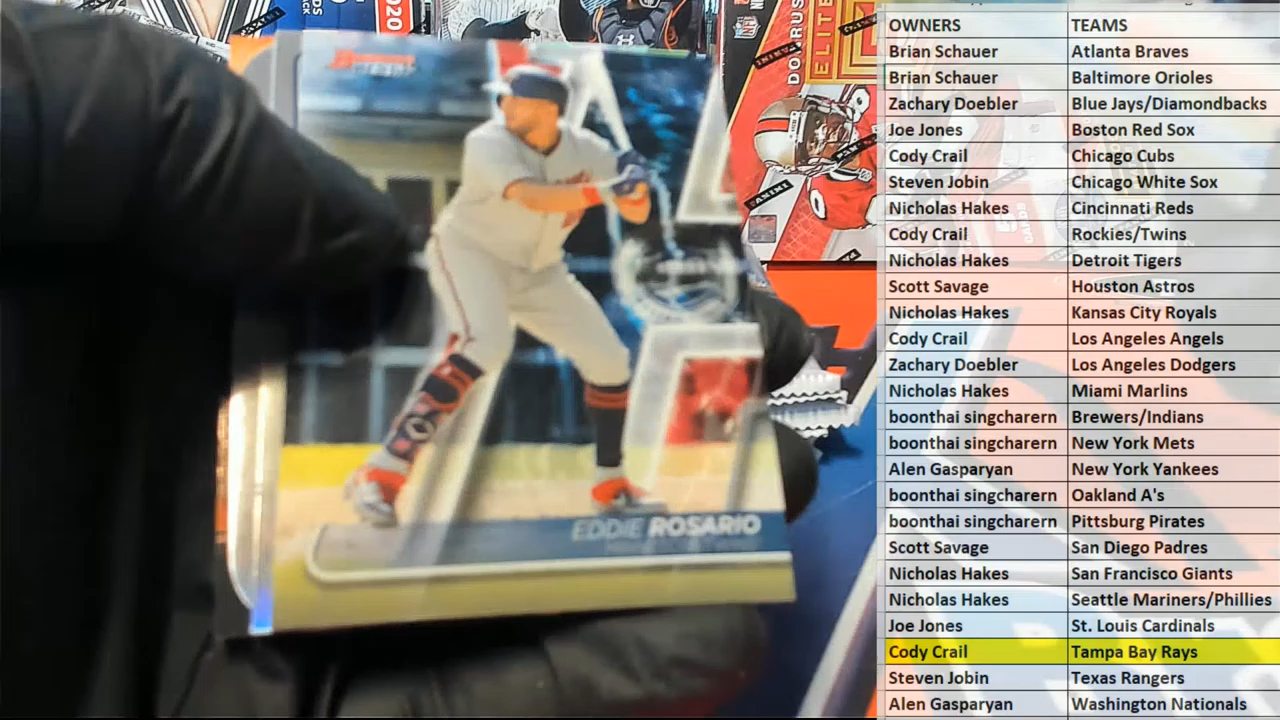 OWNERS TEAMS
Brian Schauer Atlanta Braves
Brian Schauer Baltimore Orioles
Zachary Doebler Blue Jays/Diamondbacks
Joe Jones Boston Red Sox
Cody Crail Chicago Cubs
Steven Jobin Chicago White Sox
Nicholas Hakes Cincinnati Reds
Cody Crail Rockies/Twins
Nicholas Hakes Detroit Tigers
Scott Savage Houston Astros
Nicholas Hakes Kansas City Royals
Cody Crail Los Angeles Angels
Zachary Doebler Los Angeles Dodgers
Nicholas Hakes Miami Marlins
boonthai singcharern Brewers/Indians
boonthai singcharern New York Mets
Alen Gasparyan New York Yankees
boonthai singcharern Oakland A's
boonthai singcharern Pittsburg Pirates
Scott Savage San Diego Padres
Nicholas Hakes San Francisco Giants
Nicholas Hakes Seattle Mariners/Phillies
Joe Jones St. Louis Cardinals
Cody Crail Tampa Bay Rays
Steven Jobin Texas Rangers
Alen Gasparyan Washington Nationals
EDDIE ROSARIO
DONRUSS
ELITE
PANINI
PANINI
2020
NFL